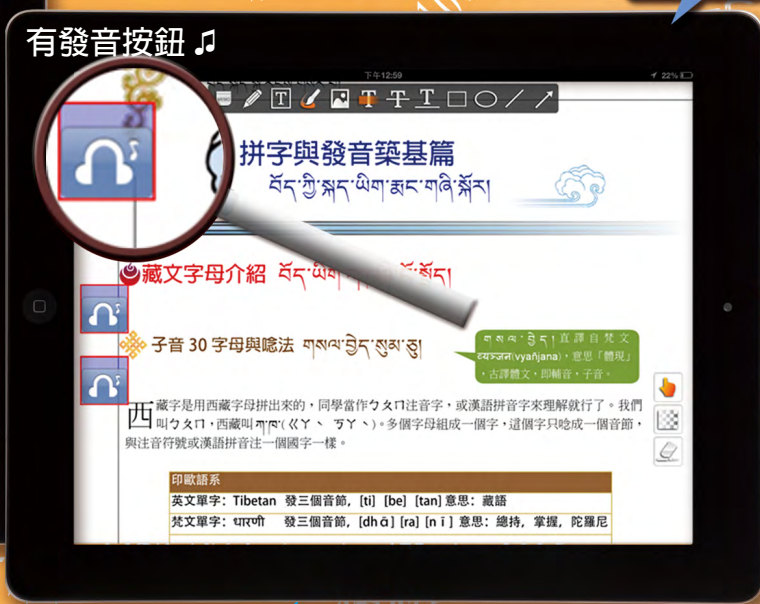 有發音按鈕♫
下午12:59
22%
拼字與發音築基篇
བོད་ཀྱི་སྐད་ཡིག་རྨང་གཞི་སྐོར།
藏文字母介紹 བོད་ཡིག
子音 30 字母與唸法 གསལ་བྱེད་སུམ་ཅུ།
གསལ་བྱེད།直譯自梵文
व्यञ्जन(vyañjana),意思「體現」
,古譯體文,即輔音,子音。
西藏字是用西藏字母拼出來的,同學當作ㄅㄆㄇ注音字,或漢語拼音字來理解就行了。我們
叫ㄅㄆㄇ,西藏叫ཀ་ཁ་(ㄍㄚˋ ㄎㄚˋ)。多個字母組成一個字,這個字只唸成一個音節,
與注音符號或漢語拼音注一個國字一樣。
印歐語系
英文單字:Tibetan 發三個音節, [ti] [be] [tan] 意思:藏語
梵文單字:धारणी 發三個音節, [dhā] [ra] [nī] 意思:總持,掌握,陀羅尼